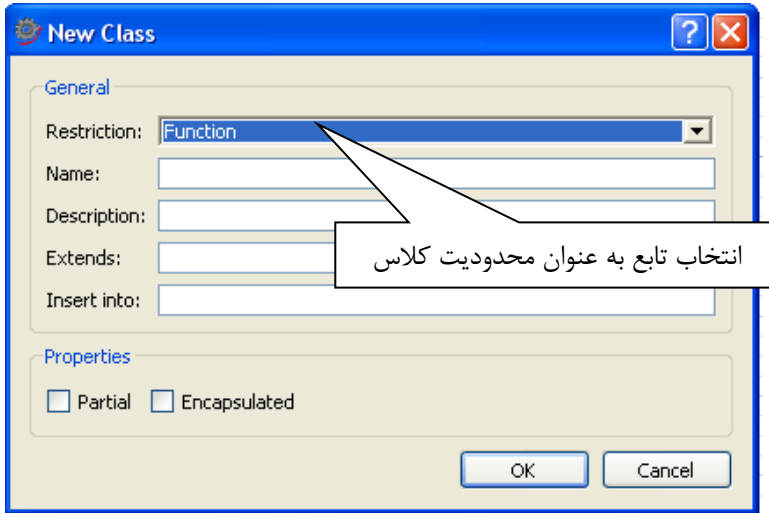 New Class
General
Restriction: Function
Name:
Description:
انتخاب تابع به عنوان محدودیت کلاس
Extends:
Insert into:
Properties
Partial Encapsulated
OK Cancel